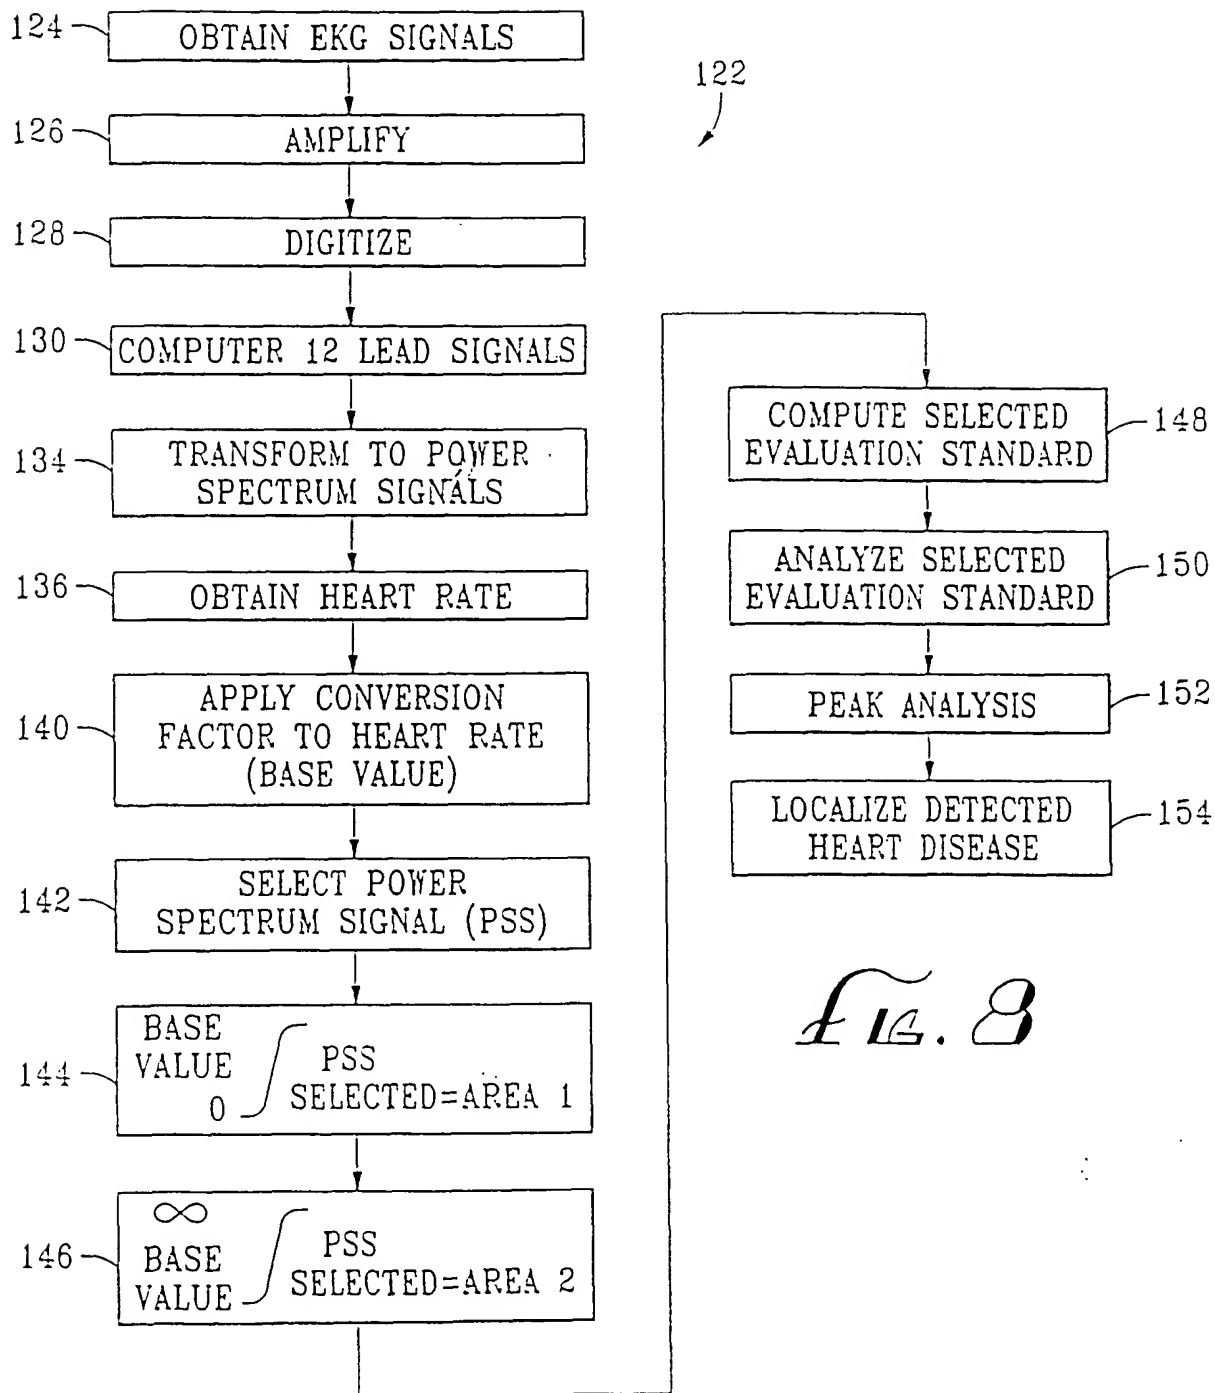 124
OBTAIN EKG SIGNALS
122
126
AMPLIFY
128
DIGITIZE
130
COMPUTER 12 LEAD SIGNALS
134
TRANSFORM TO POWER
SPECTRUM SIGNALS
136
OBTAIN HEART RATE
140
APPLY CONVERSION
FACTOR TO HEART RATE
(BASE VALUE)
142
SELECT POWER
SPECTRUM SIGNAL (PSS)
144
BASE
VALUE
0
PSS
SELECTED=AREA 1
146
∞
BASE
VALUE
PSS
SELECTED=AREA 2
COMPUTE SELECTED
EVALUATION STANDARD
148
ANALYZE SELECTED
EVALUATION STANDARD
150
PEAK ANALYSIS
152
LOCALIZE DETECTED
HEART DISEASE
154
FIG. 8